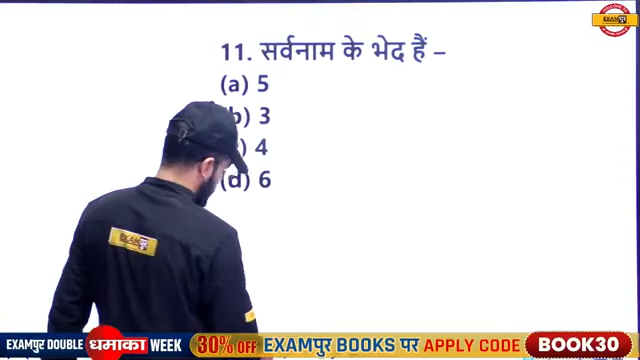 11. सर्वनाम के भेद हैं –
(a) 5
(b) 3
4
(d) 6
EXAMपुर
EXAMपुर DOUBLE धमाका WEEK 30% OFF EXAMपुर BOOKS पर APPLY CODE BOOK30